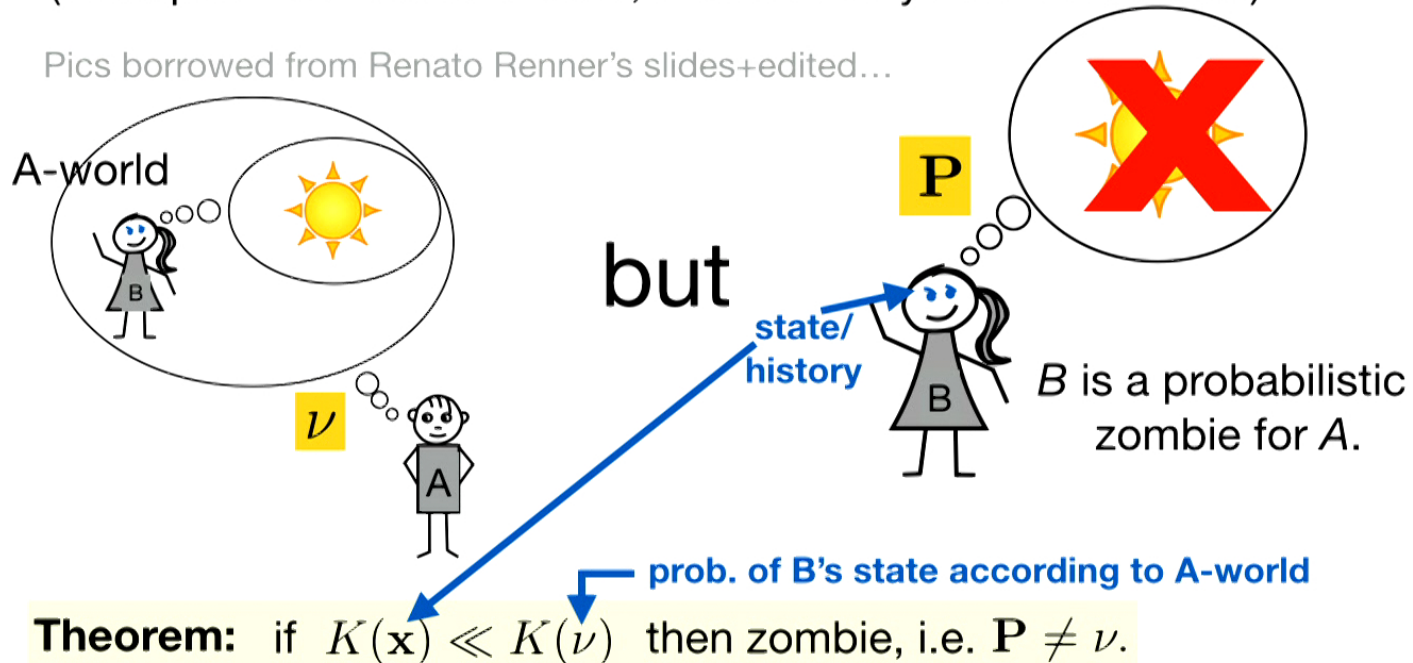 Pics borrowed from Renato Renner's slides+edited...
A-world
B
ν
A
but
P
X
state/
history
B
B is a probabilistic
zombie for A.
prob. of B's state according to A-world
Theorem: if K(x) ≪ K(ν) then zombie, i.e. P ≠ ν.